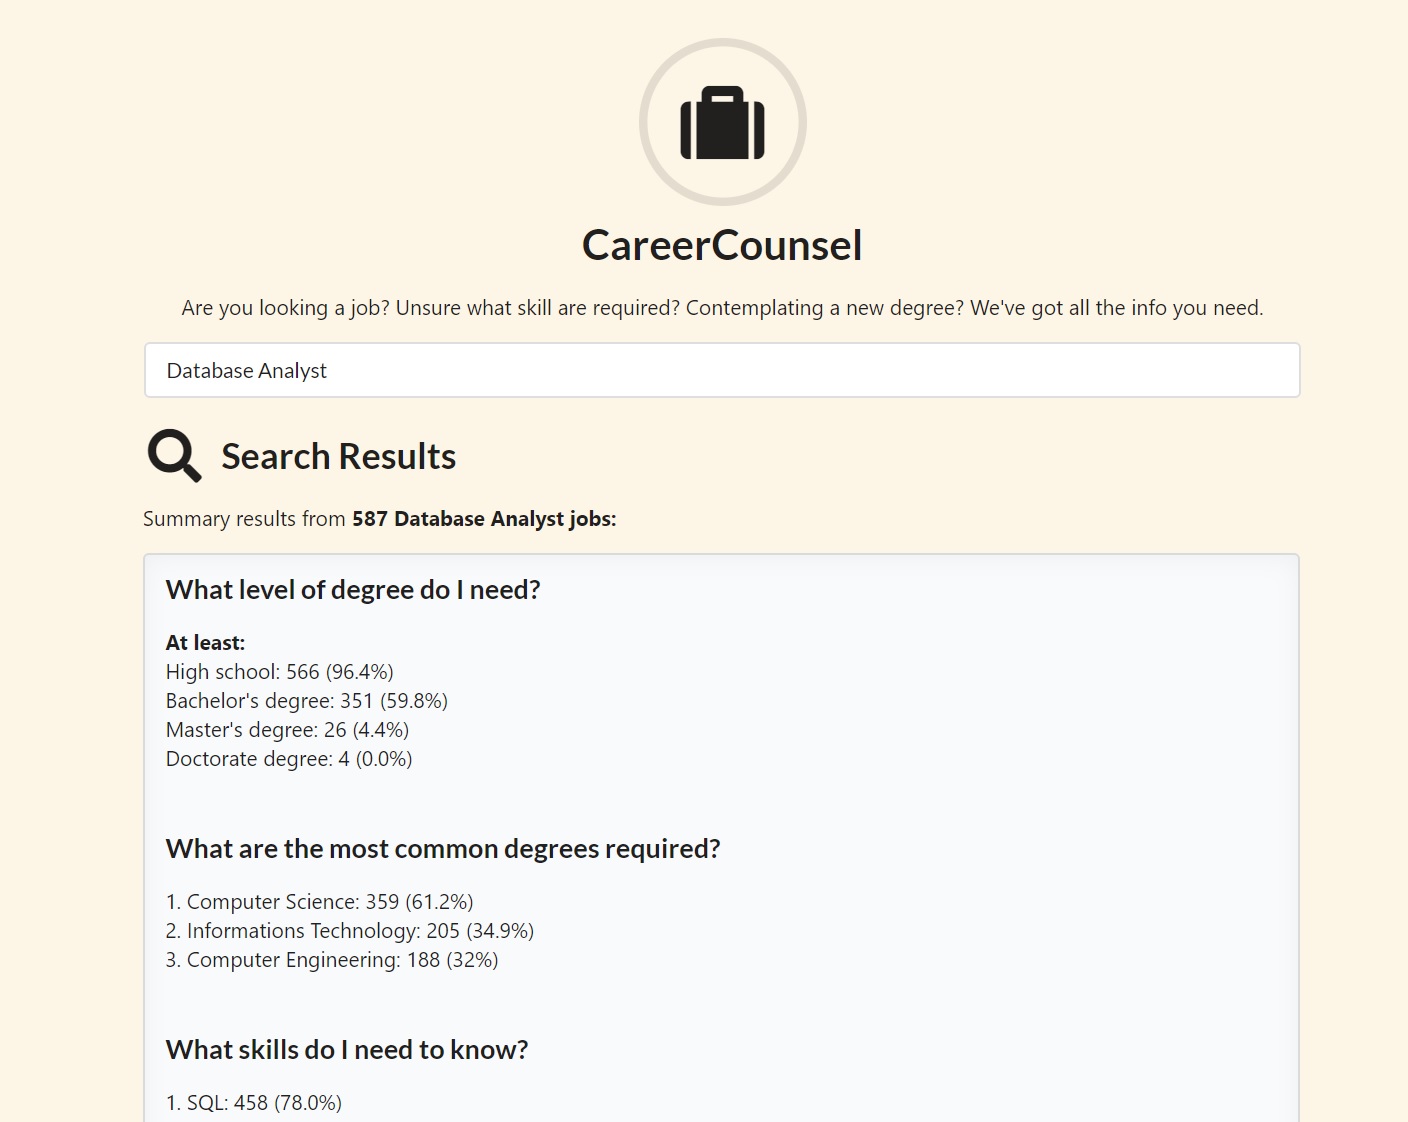 CareerCounsel
Are you looking a job? Unsure what skill are required? Contemplating a new degree? We've got all the info you need.
Database Analyst
Search Results
Summary results from 587 Database Analyst jobs:
What level of degree do I need?
At least:
High school: 566 (96.4%)
Bachelor's degree: 351 (59.8%)
Master's degree: 26 (4.4%)
Doctorate degree: 4 (0.0%)
What are the most common degrees required?
1. Computer Science: 359 (61.2%)
2. Informations Technology: 205 (34.9%)
3. Computer Engineering: 188 (32%)
What skills do I need to know?
1. SQL: 458 (78.0%)